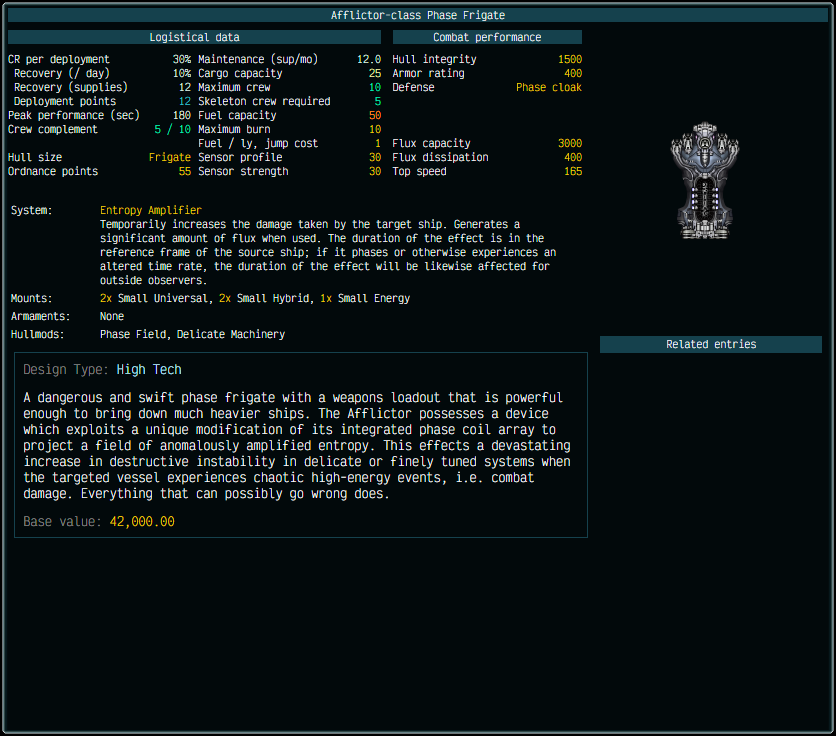 Afflictor-class Phase Frigate
Logistical data
Combat performance
CR per deployment 30% Maintenance (sup/mo) 12.0 Hull integrity 1500
Recovery (/ day) 10% Cargo capacity 25 Armor rating 400
Recovery (supplies) 12 Maximum crew 10 Defense Phase cloak
Deployment points 12 Skeleton crew required 5
Peak performance (sec) 180 Fuel capacity 50
Crew complement 5 / 10 Maximum burn 10
Fuel / ly, jump cost 1 Flux capacity 3000
Hull size Frigate Sensor profile 30 Flux dissipation 400
Ordnance points 55 Sensor strength 30 Top speed 165
System: Entropy Amplifier
Temporarily increases the damage taken by the target ship. Generates a
significant amount of flux when used. The duration of the effect is in the
reference frame of the source ship; if it phases or otherwise experiences an
altered time rate, the duration of the effect will be likewise affected for
outside observers.
Mounts: 2x Small Universal, 2x Small Hybrid, 1x Small Energy
Armaments: None
Hullmods: Phase Field, Delicate Machinery
Related entries
Design Type: High Tech
A dangerous and swift phase frigate with a weapons loadout that is powerful
enough to bring down much heavier ships. The Afflictor possesses a device
which exploits a unique modification of its integrated phase coil array to
project a field of anomalously amplified entropy. This effects a devastating
increase in destructive instability in delicate or finely tuned systems when
the targeted vessel experiences chaotic high-energy events, i.e. combat
damage. Everything that can possibly go wrong does.
Base value: 42,000.00